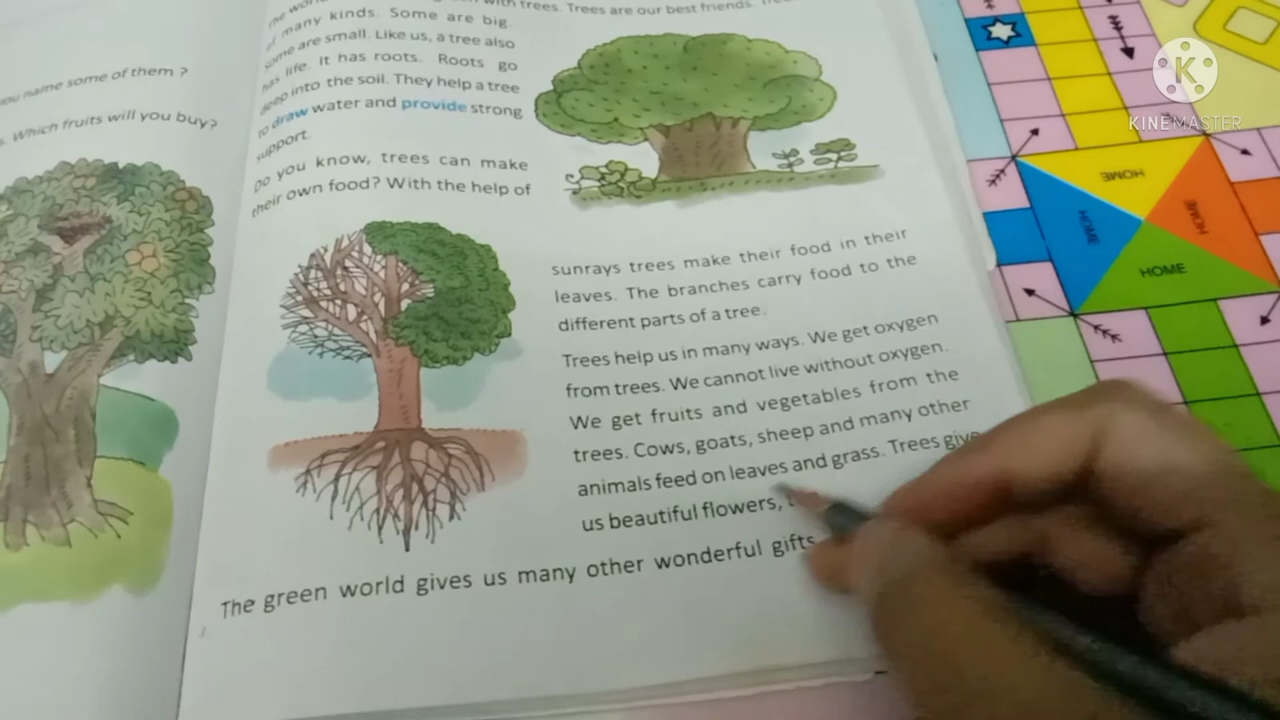 you name some of them ?
Which fruits will you buy?
with trees. Trees are our best friends.
of many kinds. Some are big.
Some are small. Like us, a tree also
has life. It has roots. Roots go
deep into the soil. They help a tree
to draw water and provide strong
support.
Do you know, trees can make
their own food? With the help of
sunrays trees make their food in their
leaves. The branches carry food to the
different parts of a tree.
Trees help us in many ways. We get oxygen
from trees. We cannot live without oxygen.
We get fruits and vegetables from the
trees. Cows, goats, sheep and many other
animals feed on leaves and grass. Trees give
us beautiful flowers,
The green world gives us many other wonderful gifts
HOME
HOME
HOME
HOME
K
KINEMASTER